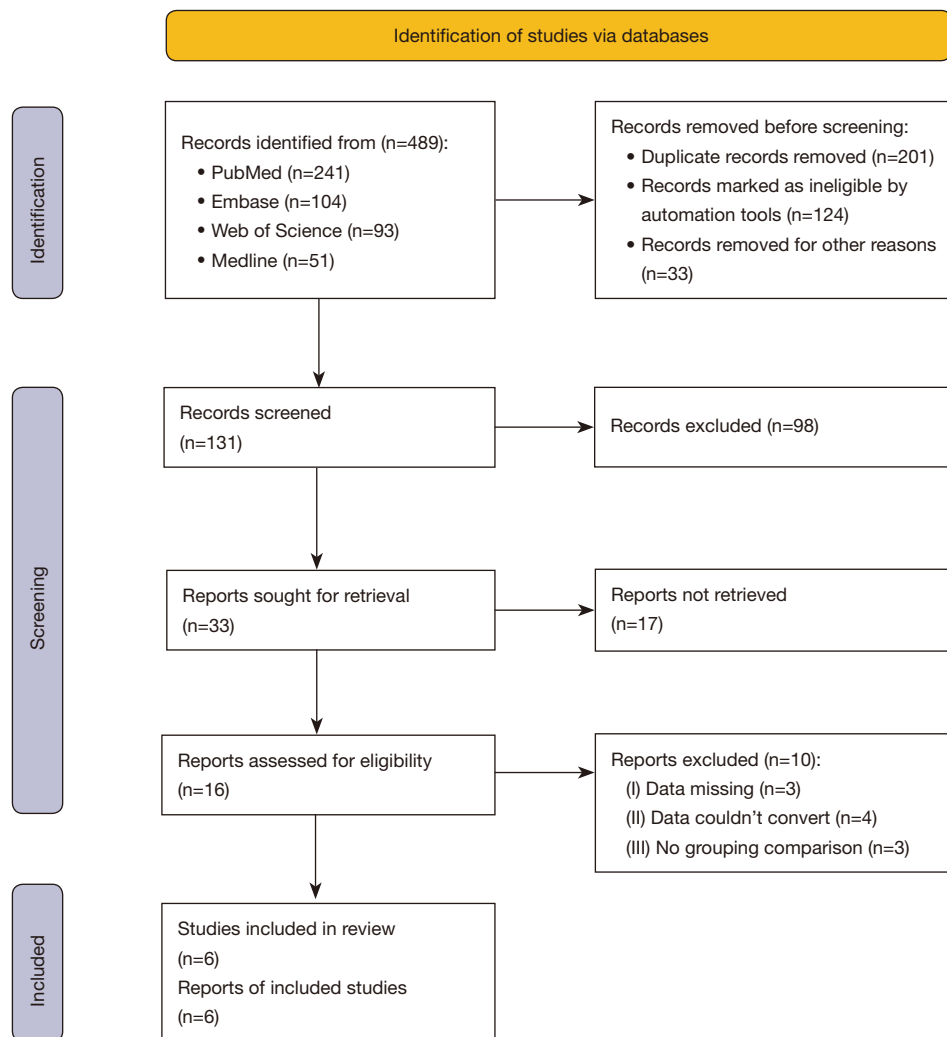 Identification of studies via databases
Identification
Records identified from (n=489):
• PubMed (n=241)
• Embase (n=104)
• Web of Science (n=93)
• Medline (n=51)
Records removed before screening:
• Duplicate records removed (n=201)
• Records marked as ineligible by
automation tools (n=124)
• Records removed for other reasons
(n=33)
Screening
Records screened
(n=131)
Records excluded (n=98)
Reports sought for retrieval
(n=33)
Reports not retrieved
(n=17)
Reports assessed for eligibility
(n=16)
Reports excluded (n=10):
(I) Data missing (n=3)
(II) Data couldn't convert (n=4)
(III) No grouping comparison (n=3)
Included
Studies included in review
(n=6)
Reports of included studies
(n=6)